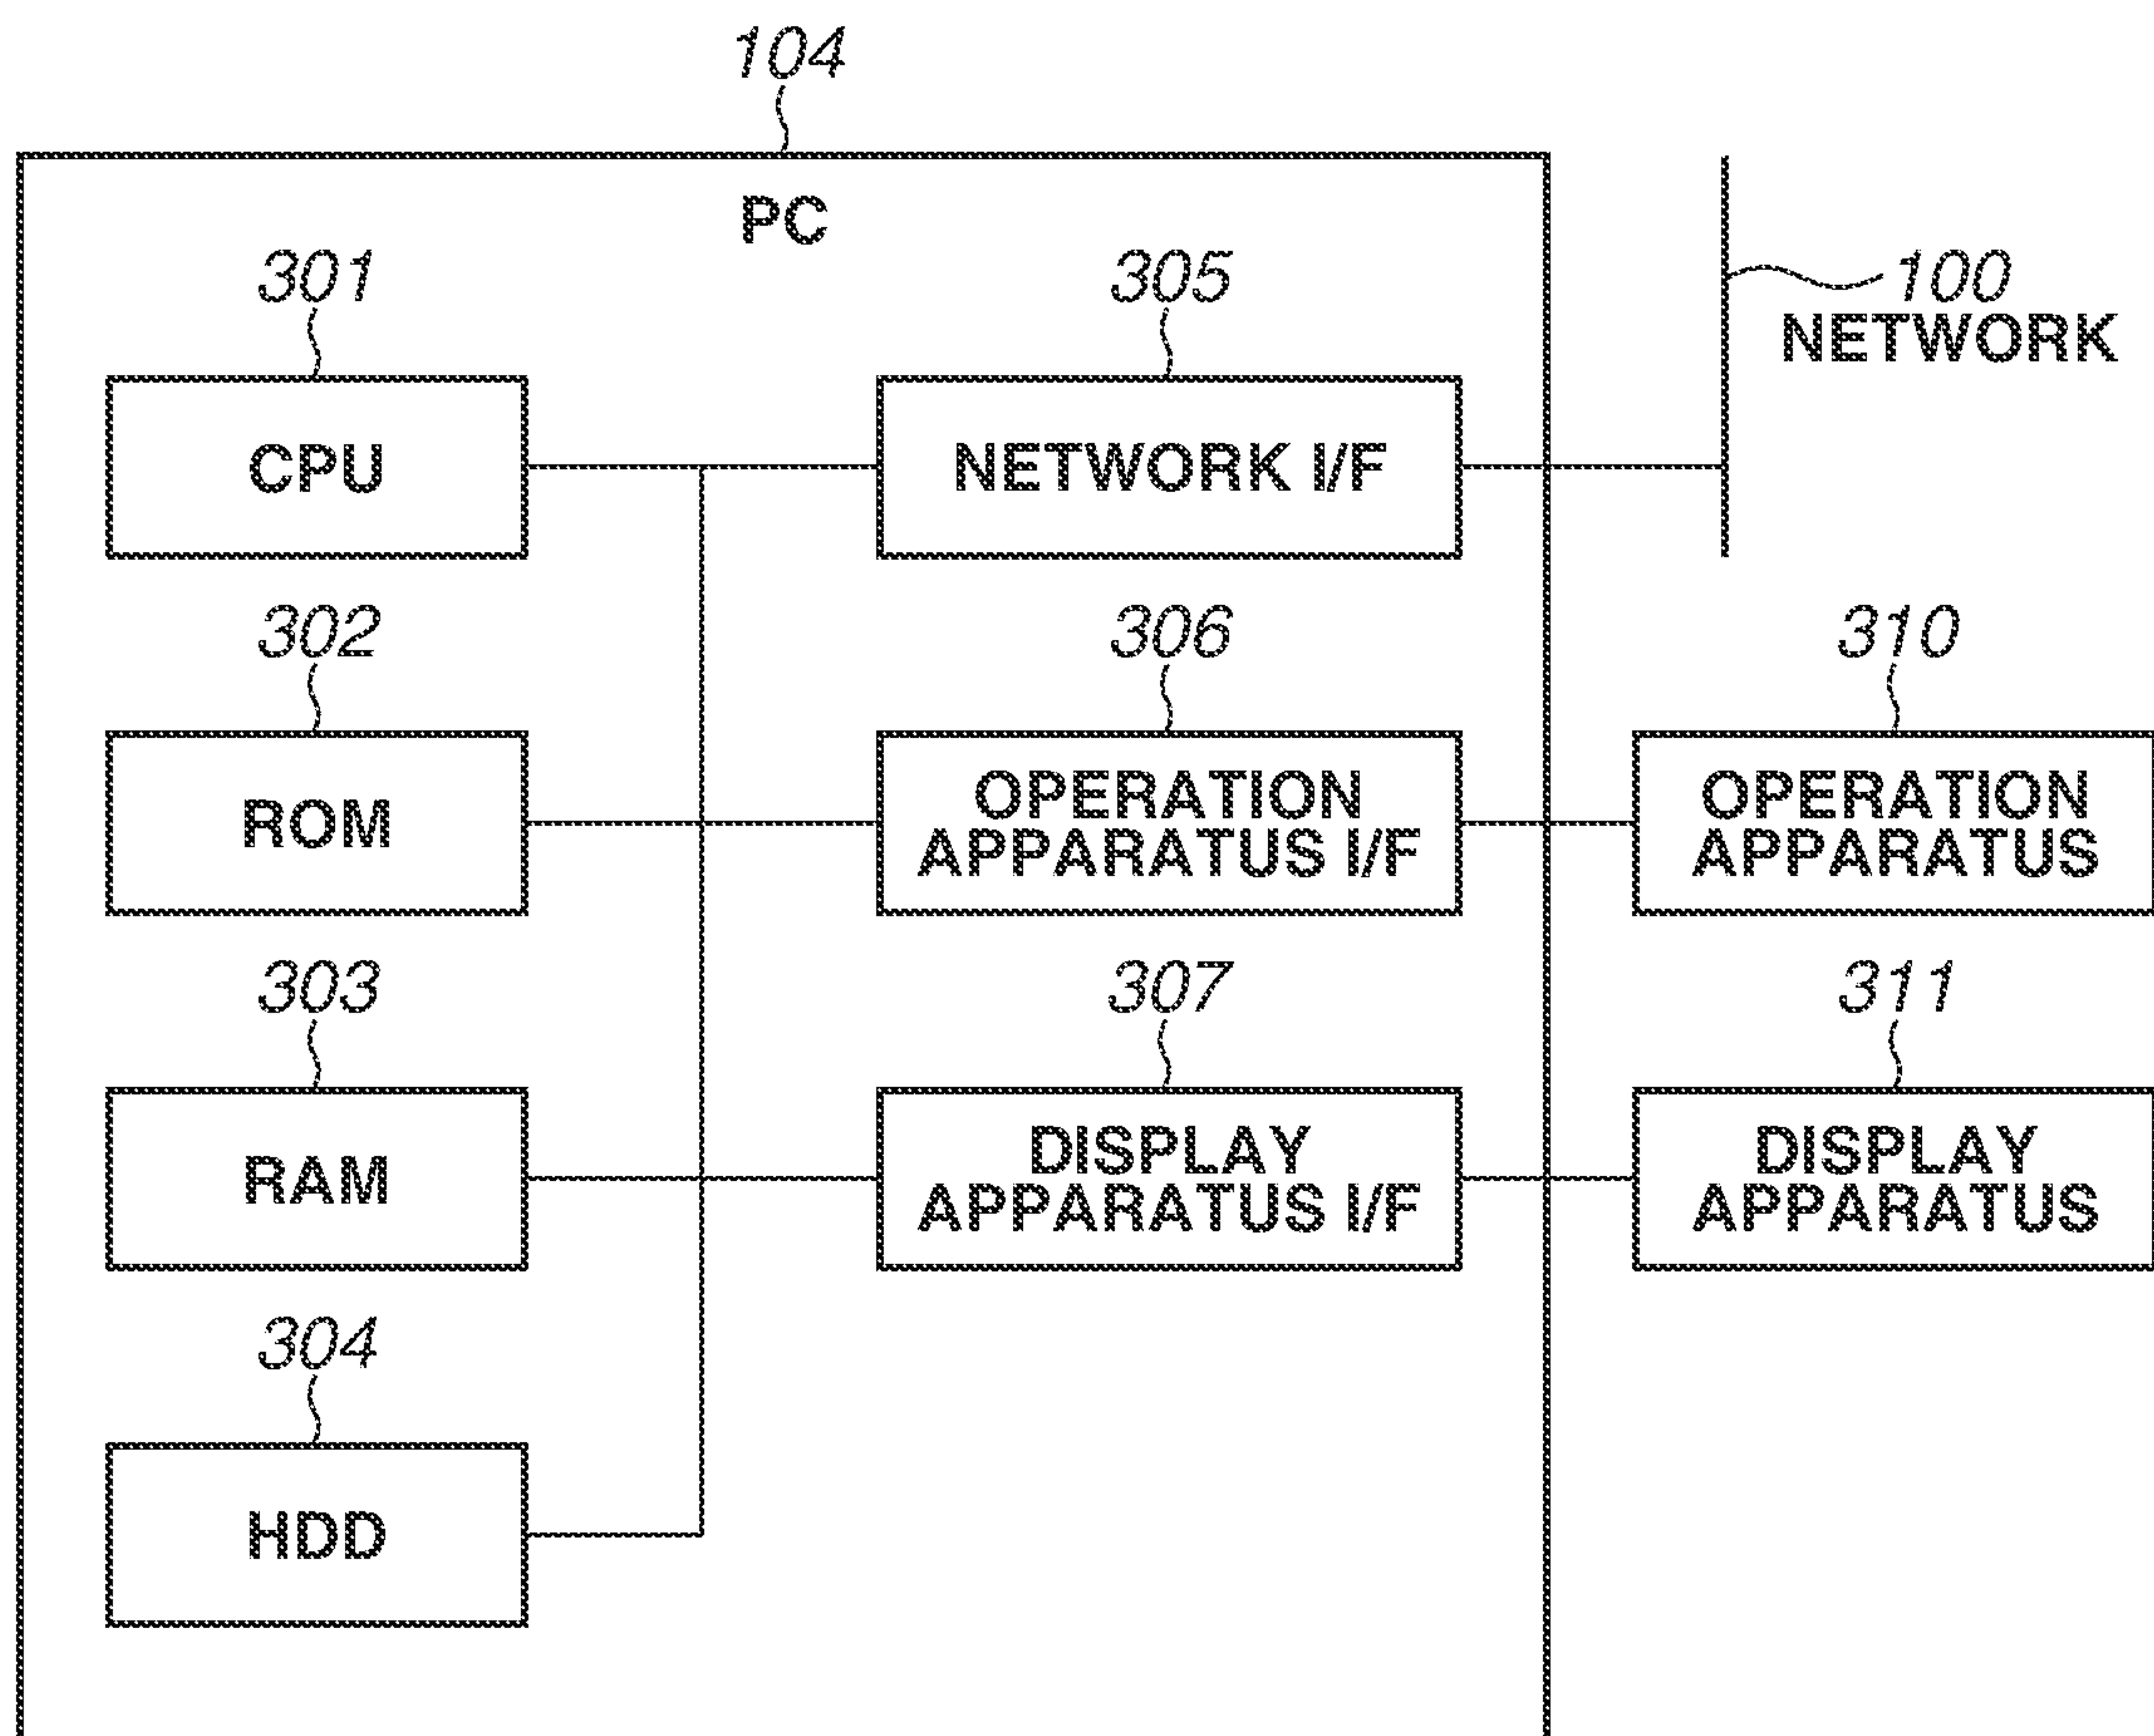 104
PC
301
305
100
NETWORK
CPU
NETWORK I/F
302
306
310
ROM
OPERATION
APPARATUS I/F
OPERATION
APPARATUS
303
307
311
RAM
DISPLAY
APPARATUS I/F
DISPLAY
APPARATUS
304
HDD